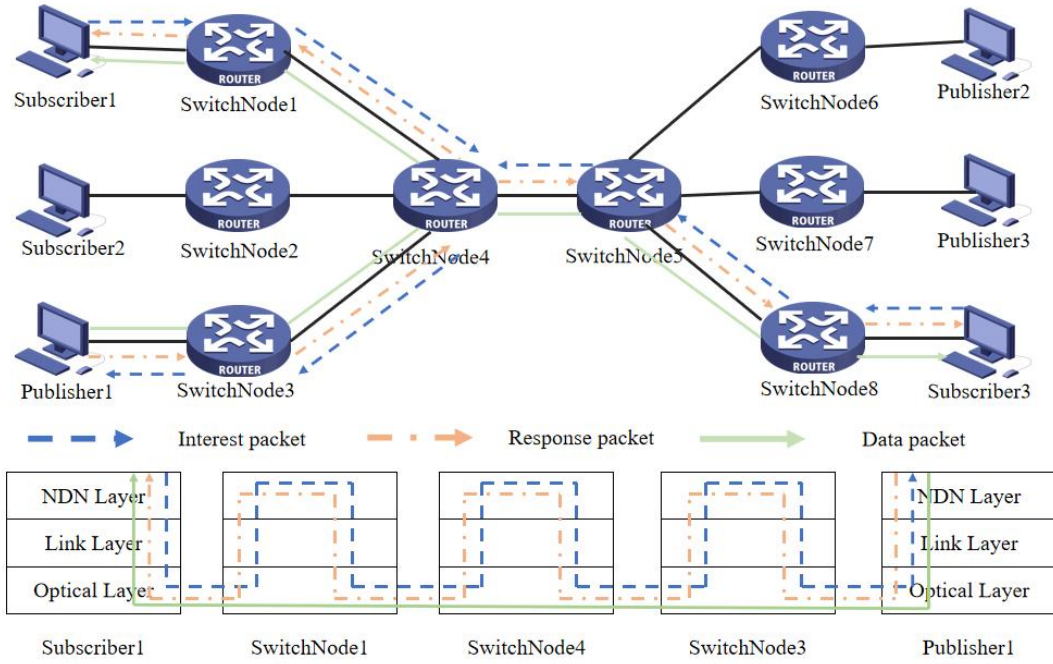 ROUTER
ROUTER
Subscriber1
SwitchNode1
SwitchNode6
Publisher2
ROUTER
ROUTER
ROUTER
ROUTER
Subscriber2
SwitchNode2
SwitchNode4
SwitchNode5
SwitchNode7
Publisher3
ROUTER
ROUTER
Publisher1
SwitchNode3
SwitchNode8
Subscriber3
Interest packet
Response packet
Data packet
NDN Layer
NDN Layer
Link Layer
Link Layer
Optical Layer
Optical Layer
Subscriber1
SwitchNode1
SwitchNode4
SwitchNode3
Publisher1